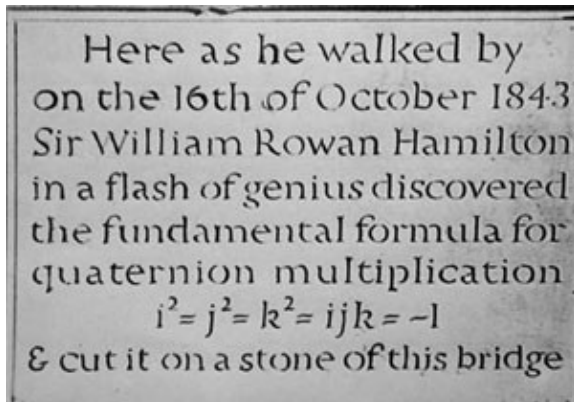 Here as he walked by
on the 16th of October 1843
Sir William Rowan Hamilton
in a flash of genius discovered
the fundamental formula for
quaternion multiplication
i² = j² = k² = ijk = −1
& cut it on a stone of this bridge